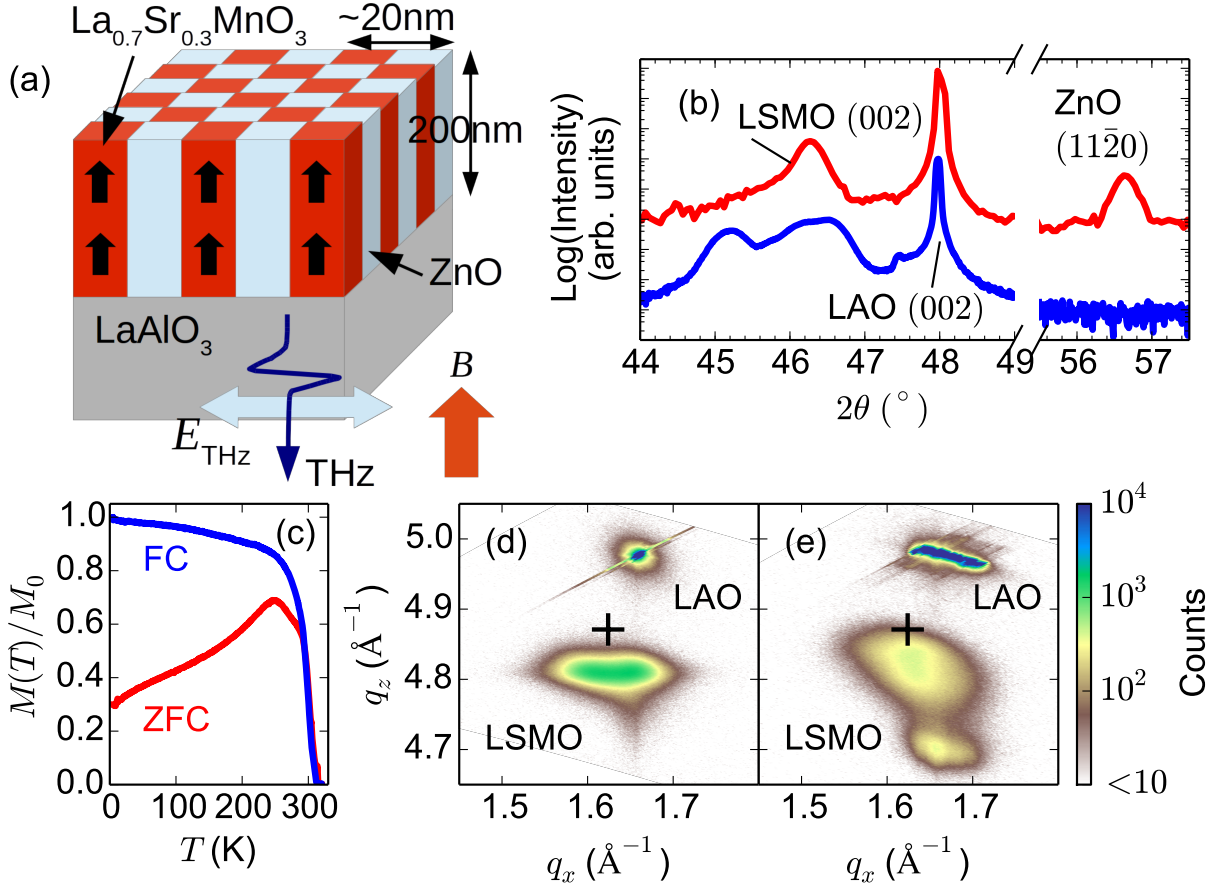 La0.7Sr0.3MnO3
~20nm
(a)
200nm
ZnO
LaAlO3
B
ETHz
THz
(b)
LSMO (002)
ZnO
(112̄0)
LAO (002)
Log(Intensity)
(arb. units)
44 45 46 47 48 49 56 57
2θ (°)
(c)
FC
ZFC
1.0
0.8
0.6
0.4
0.2
0.0
M(T)/M0
0 100 200 300
T (K)
(d)
LAO
LSMO
5.0
4.9
4.8
4.7
qz (Å−1)
1.5 1.6 1.7
qx (Å−1)
(e)
LAO
LSMO
1.5 1.6 1.7
qx (Å−1)
10^4
10^3
10^2
<10
Counts